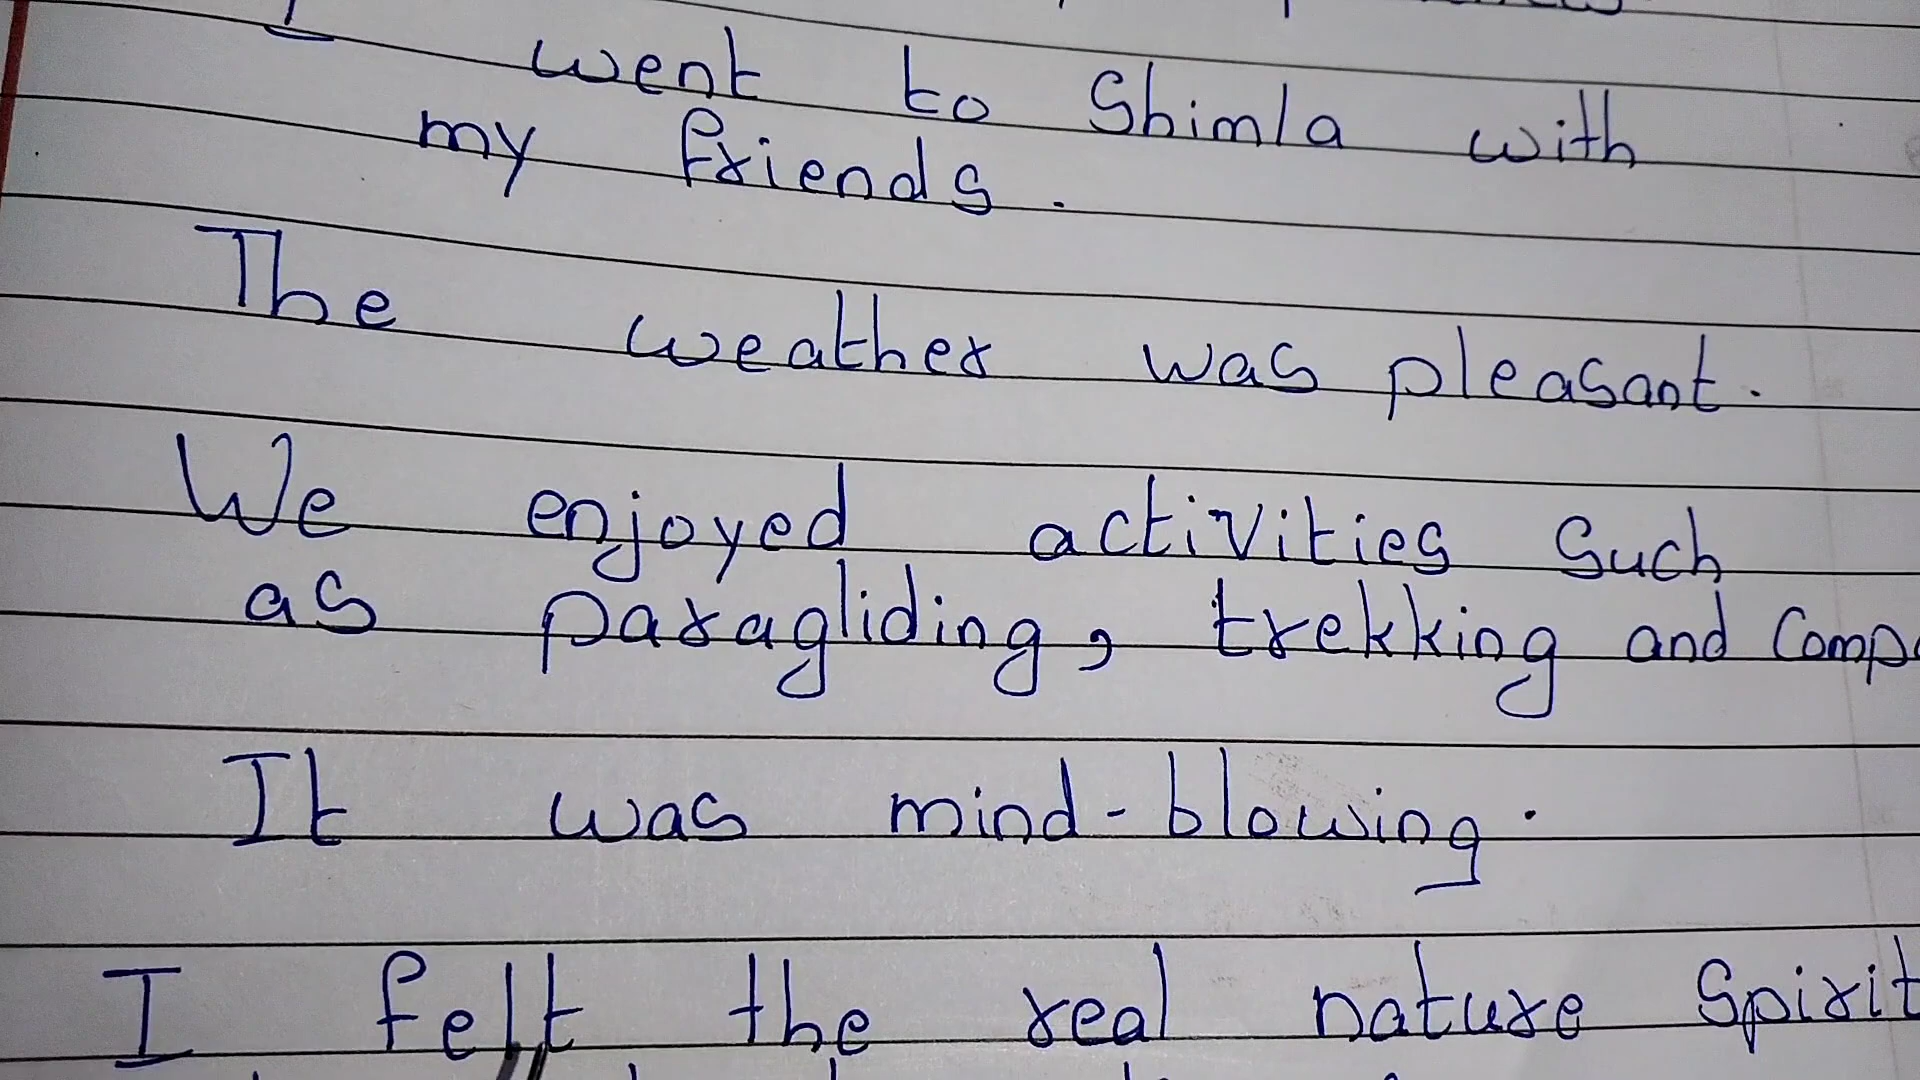 I went to Shimla with
my friends.
The weather was pleasant.
We enjoyed activities such
as paragliding, trekking and
It was mind-blowing.
I felt the real nature spirit